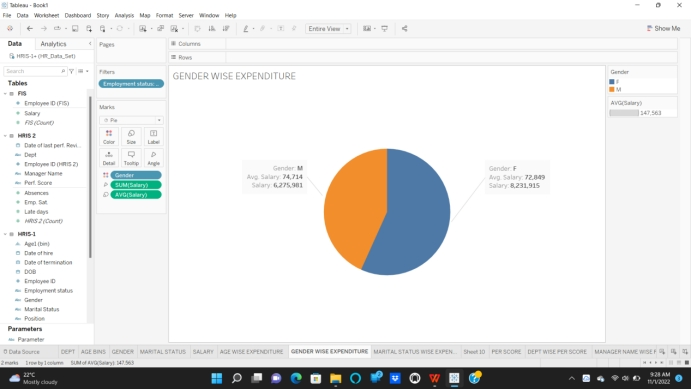 Tableau - Book1
File Data Worksheet Dashboard Story Analysis Map Format Server Window Help
Entire View
Show Me
Data Analytics
HRIS-1+ (HR_Data_Set)
Search
Tables
FIS
Employee ID (FIS)
Salary
FIS (Count)
HRIS 2
Date of last perf. Revi...
Dept
Employee ID (HRIS 2)
Manager Name
Perf. Score
Absences
Emp. Sat.
Late days
HRIS 2 (Count)
HRIS-1
Age1 (bin)
Date of hire
Date of termination
DOB
Employee ID
Employment status
Gender
Marital Status
Position
Parameters
Parameter
Pages
Filters
Employment status: ...
Marks
Pie
Color Size Label
Detail Tooltip Angle
Gender
SUM(Salary)
AVG(Salary)
Columns
Rows
GENDER WISE EXPENDITURE
Gender: M
Avg. Salary: 74,714
Salary: 6,275,981
Gender: F
Avg. Salary: 72,849
Salary: 8,231,915
Gender
F
M
AVG(Salary)
147,563
Data Source DEPT AGE BINS GENDER MARITAL STATUS SALARY AGE WISE EXPENDITURE GENDER WISE EXPENDITURE MARITAL STATUS WISE EXPEN... Sheet10 PER SCORE DEPT WISE PER SCORE MANAGER NAME WISE F
2 marks 1 row by 1 column SUM of AVG(Salary): 147,563
22°C
Mostly cloudy
9:28 AM
11/1/2022